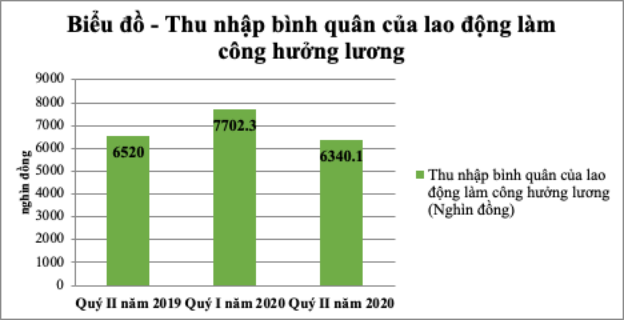 Biểu đồ - Thu nhập bình quân của lao động làm
công hưởng lương
9000
8000
7000
6000
5000
4000
3000
2000
1000
0
nghìn đồng
6520
7702.3
6340.1
Quý II năm 2019 Quý I năm 2020 Quý II năm 2020
Thu nhập bình quân của lao
động làm công hưởng lương
(Nghìn đồng)